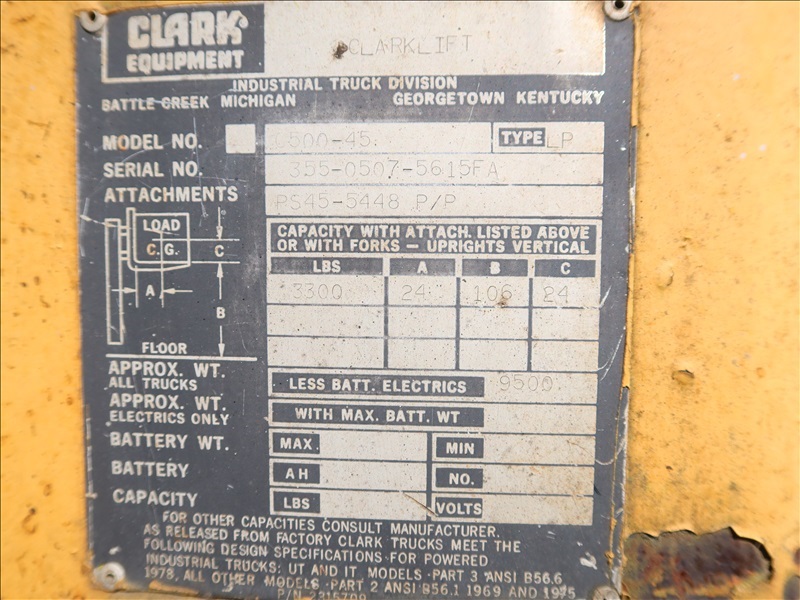 CLARK
EQUIPMENT
CLARKLIFT
INDUSTRIAL TRUCK DIVISION
BATTLE CREEK MICHIGAN GEORGETOWN KENTUCKY
MODEL NO. 500-45 TYPE LP
SERIAL NO. 355-0507-5615FA
ATTACHMENTS PS45-5448 P/P
LOAD
C.G.
C
A
B
FLOOR
CAPACITY WITH ATTACH. LISTED ABOVE
OR WITH FORKS - UPRIGHTS VERTICAL
LBS A B C
3300 24 106 24
APPROX. WT.
ALL TRUCKS LESS BATT. ELECTRICS 9500
APPROX. WT.
ELECTRICS ONLY WITH MAX. BATT. WT
BATTERY WT. MAX. MIN
BATTERY AH NO.
CAPACITY LBS VOLTS
FOR OTHER CAPACITIES CONSULT MANUFACTURER.
AS RELEASED FROM FACTORY CLARK TRUCKS MEET THE
FOLLOWING DESIGN SPECIFICATIONS FOR POWERED
INDUSTRIAL TRUCKS: UT AND IT MODELS - PART 3 ANSI B56.6
1978, ALL OTHER MODELS - PART 2 ANSI B56.1 1969 AND 1975
P/N